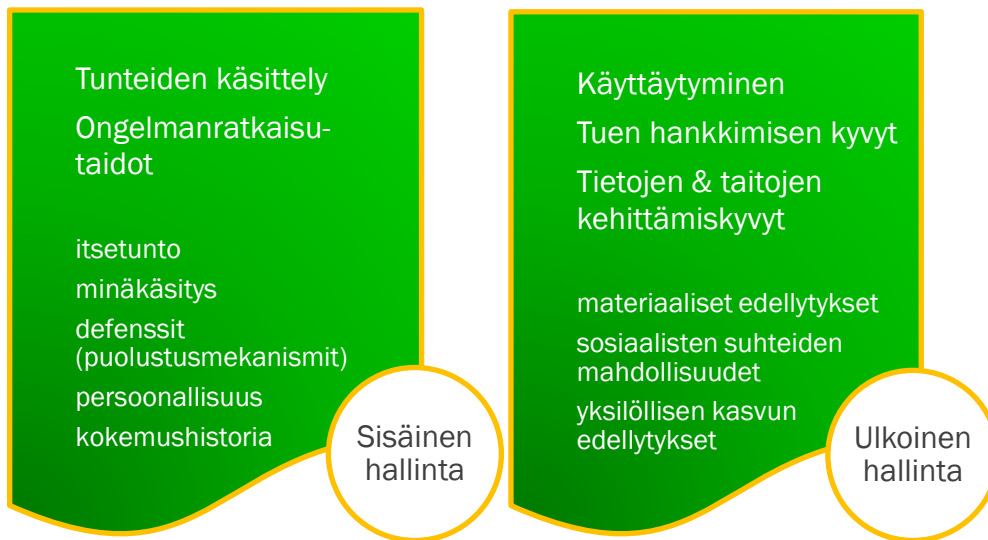 Tunteiden käsittely
Ongelmanratkaisu-
taidot
itsetunto
minäkäsitys
defenssit
(puolustusmekanismit)
persoonallisuus
kokemushistoria
Sisäinen
hallinta
Käyttäytyminen
Tuen hankkimisen kyvyt
Tietojen & taitojen
kehittämiskyvyt
materiaaliset edellytykset
sosiaalisten suhteiden
mahdollisuudet
yksilöllisen kasvun
edellytykset
Ulkoinen
hallinta